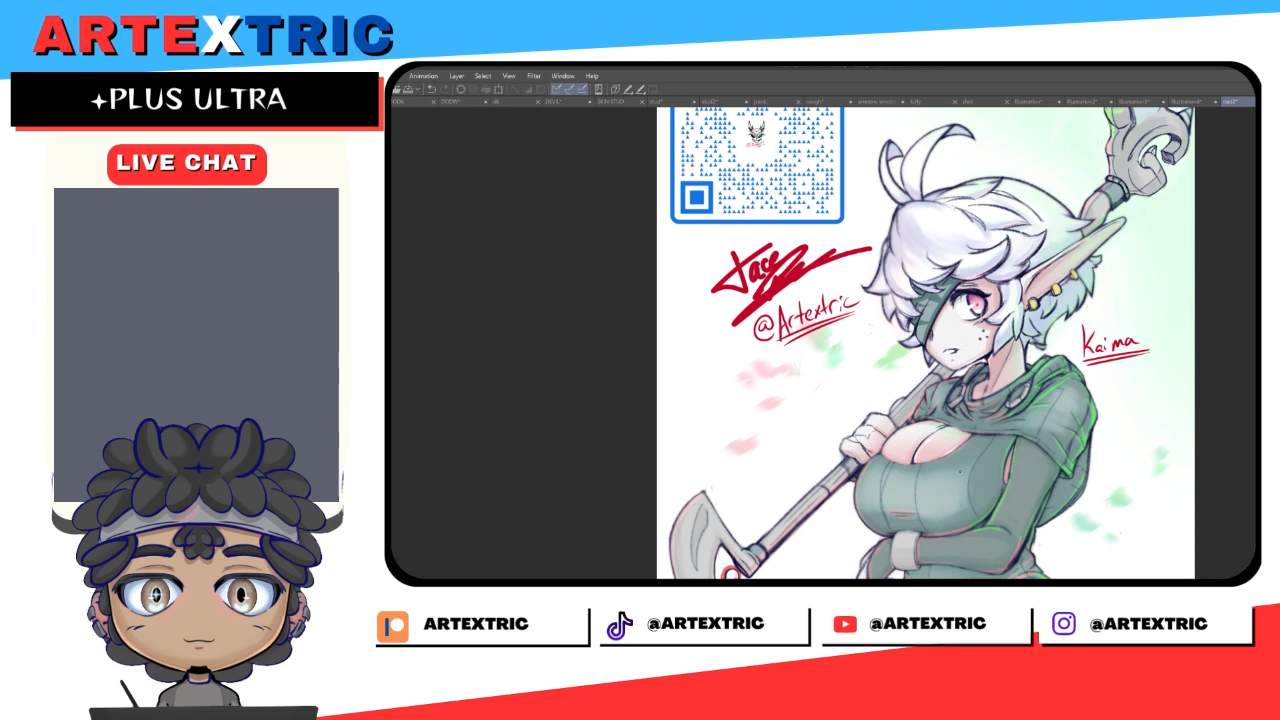 ARTEXTRIC
PLUS ULTRA
LIVE CHAT
Animation Layer Select View Filter Window Help
Jace
@Artextric
Kaima
ARTEXTRIC
@ARTEXTRIC
@ARTEXTRIC
@ARTEXTRIC